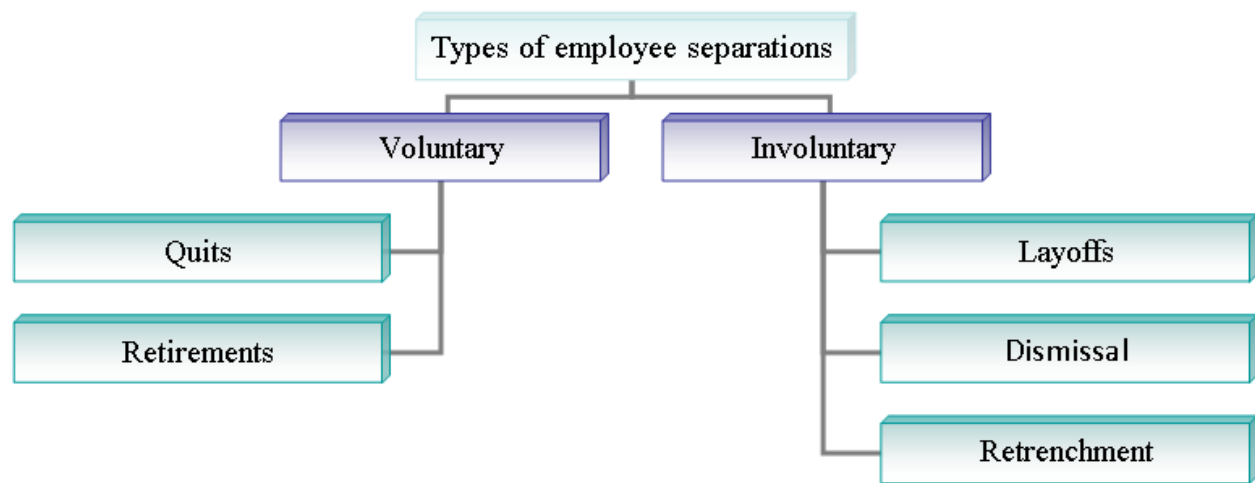 Types of employee separations
Voluntary
Involuntary
Quits
Retirements
Layoffs
Dismissal
Retrenchment